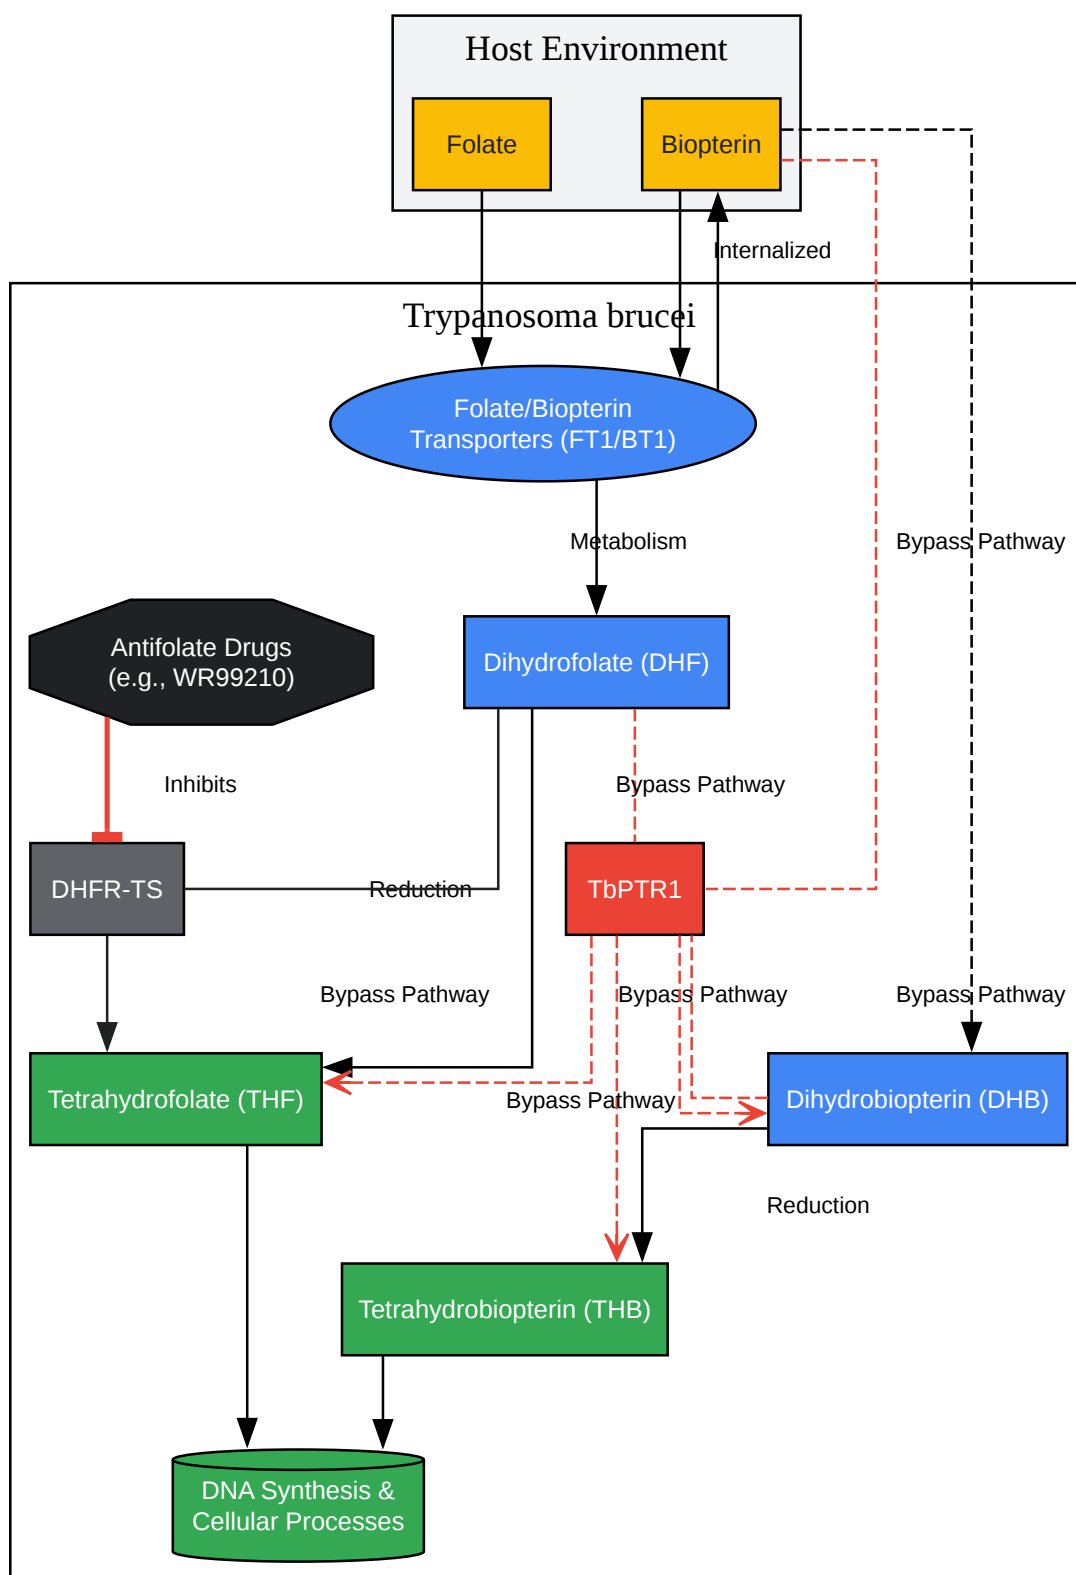 Host Environment
Folate
Biopterin
Internalized
Trypanosoma brucei
Folate/Biopterin
Transporters (FT1/BT1)
Metabolism
Bypass Pathway
Antifolate Drugs
(e.g., WR99210)
Dihydrofolate (DHF)
Inhibits
Bypass Pathway
DHFR-TS
Reduction
TbPTR1
Bypass Pathway
Bypass Pathway
Bypass Pathway
Tetrahydrofolate (THF)
Bypass Pathway
Dihydrobiopterin (DHB)
Reduction
Tetrahydrobiopterin (THB)
DNA Synthesis &
Cellular Processes